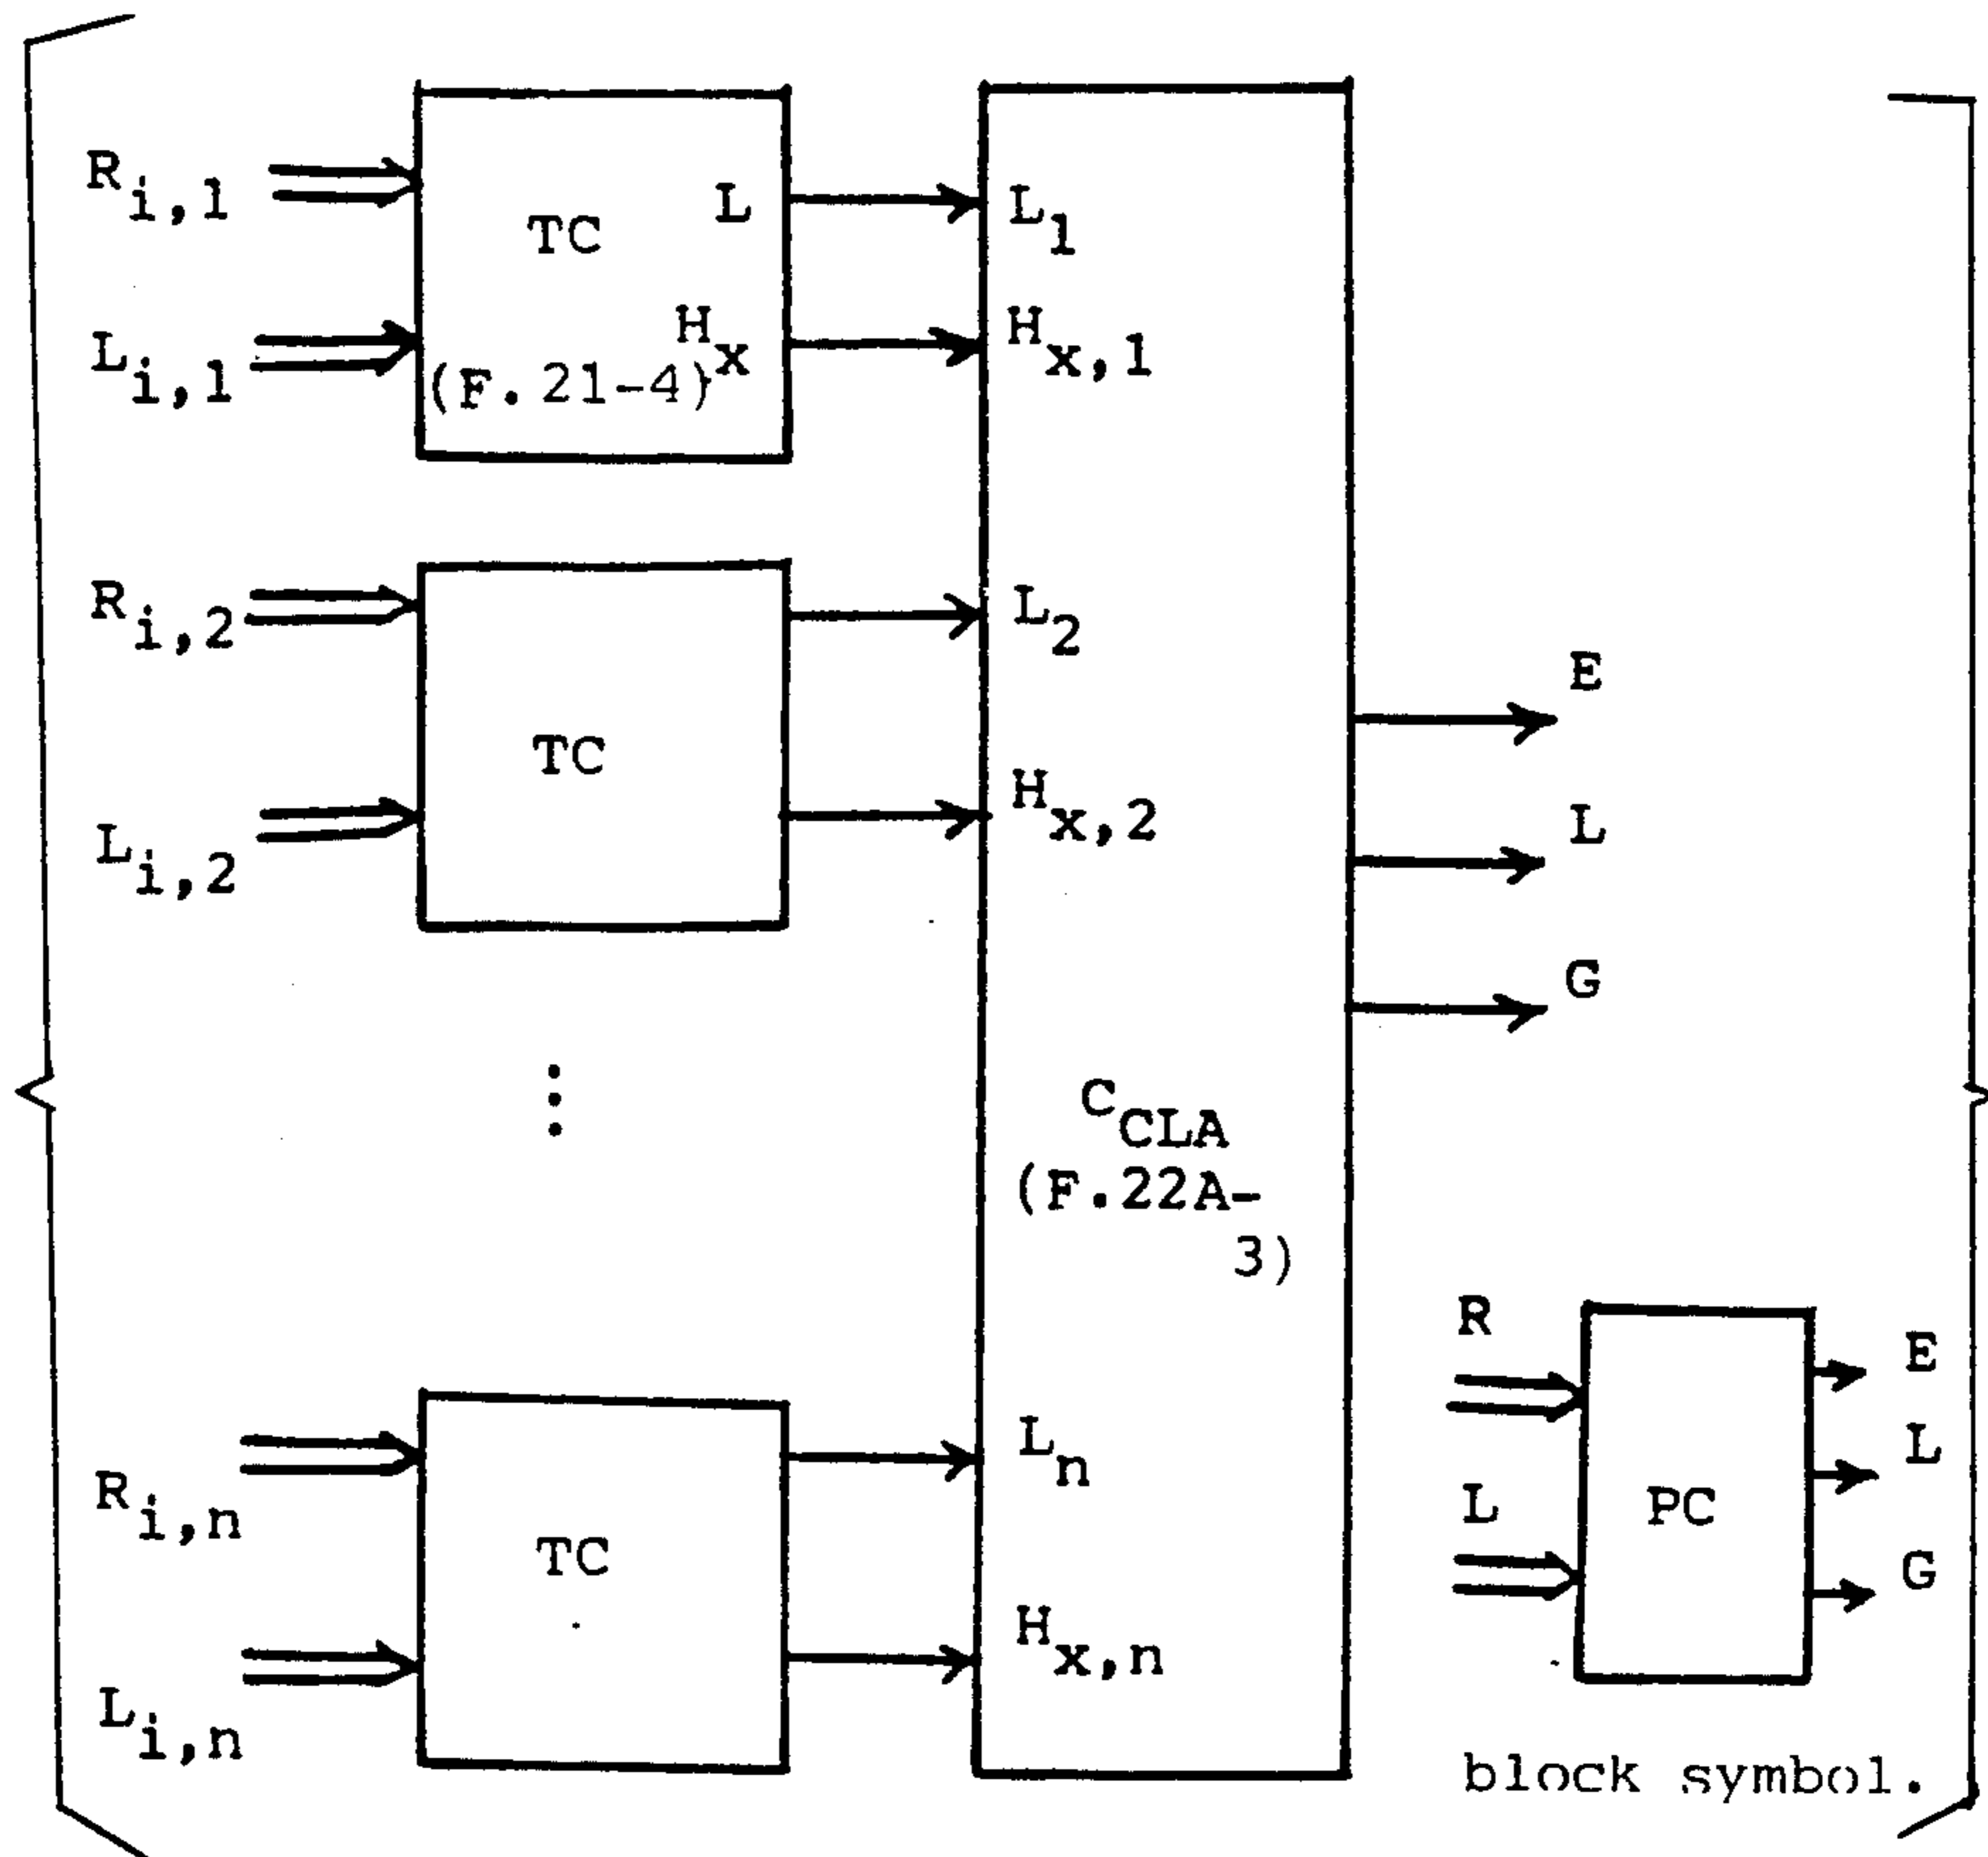 R i,1
L i,1
TC
L
H x
(F.21-4)
L 1
H x,1
R i,2
L i,2
TC
L 2
H x,2
E
L
G
C CLA
(F.22A-
3)
R i,n
L i,n
TC
L n
H x,n
R
L
PC
E
L
G
block symbol.